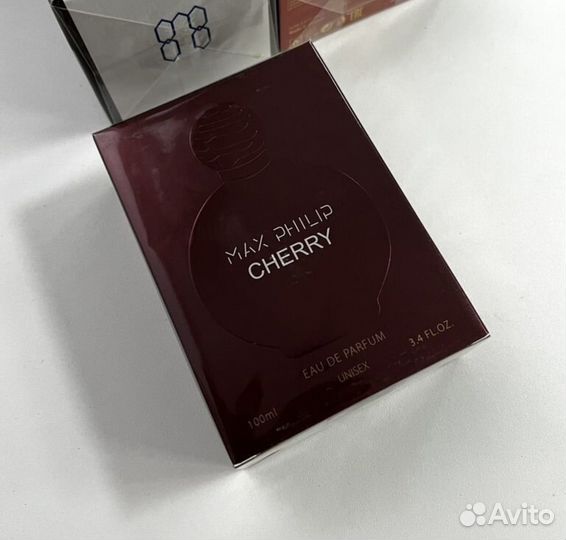 MAX PHILIP
CHERRY
EAU DE PARFUM
UNISEX
100ml
3.4 FL.OZ.
Avito